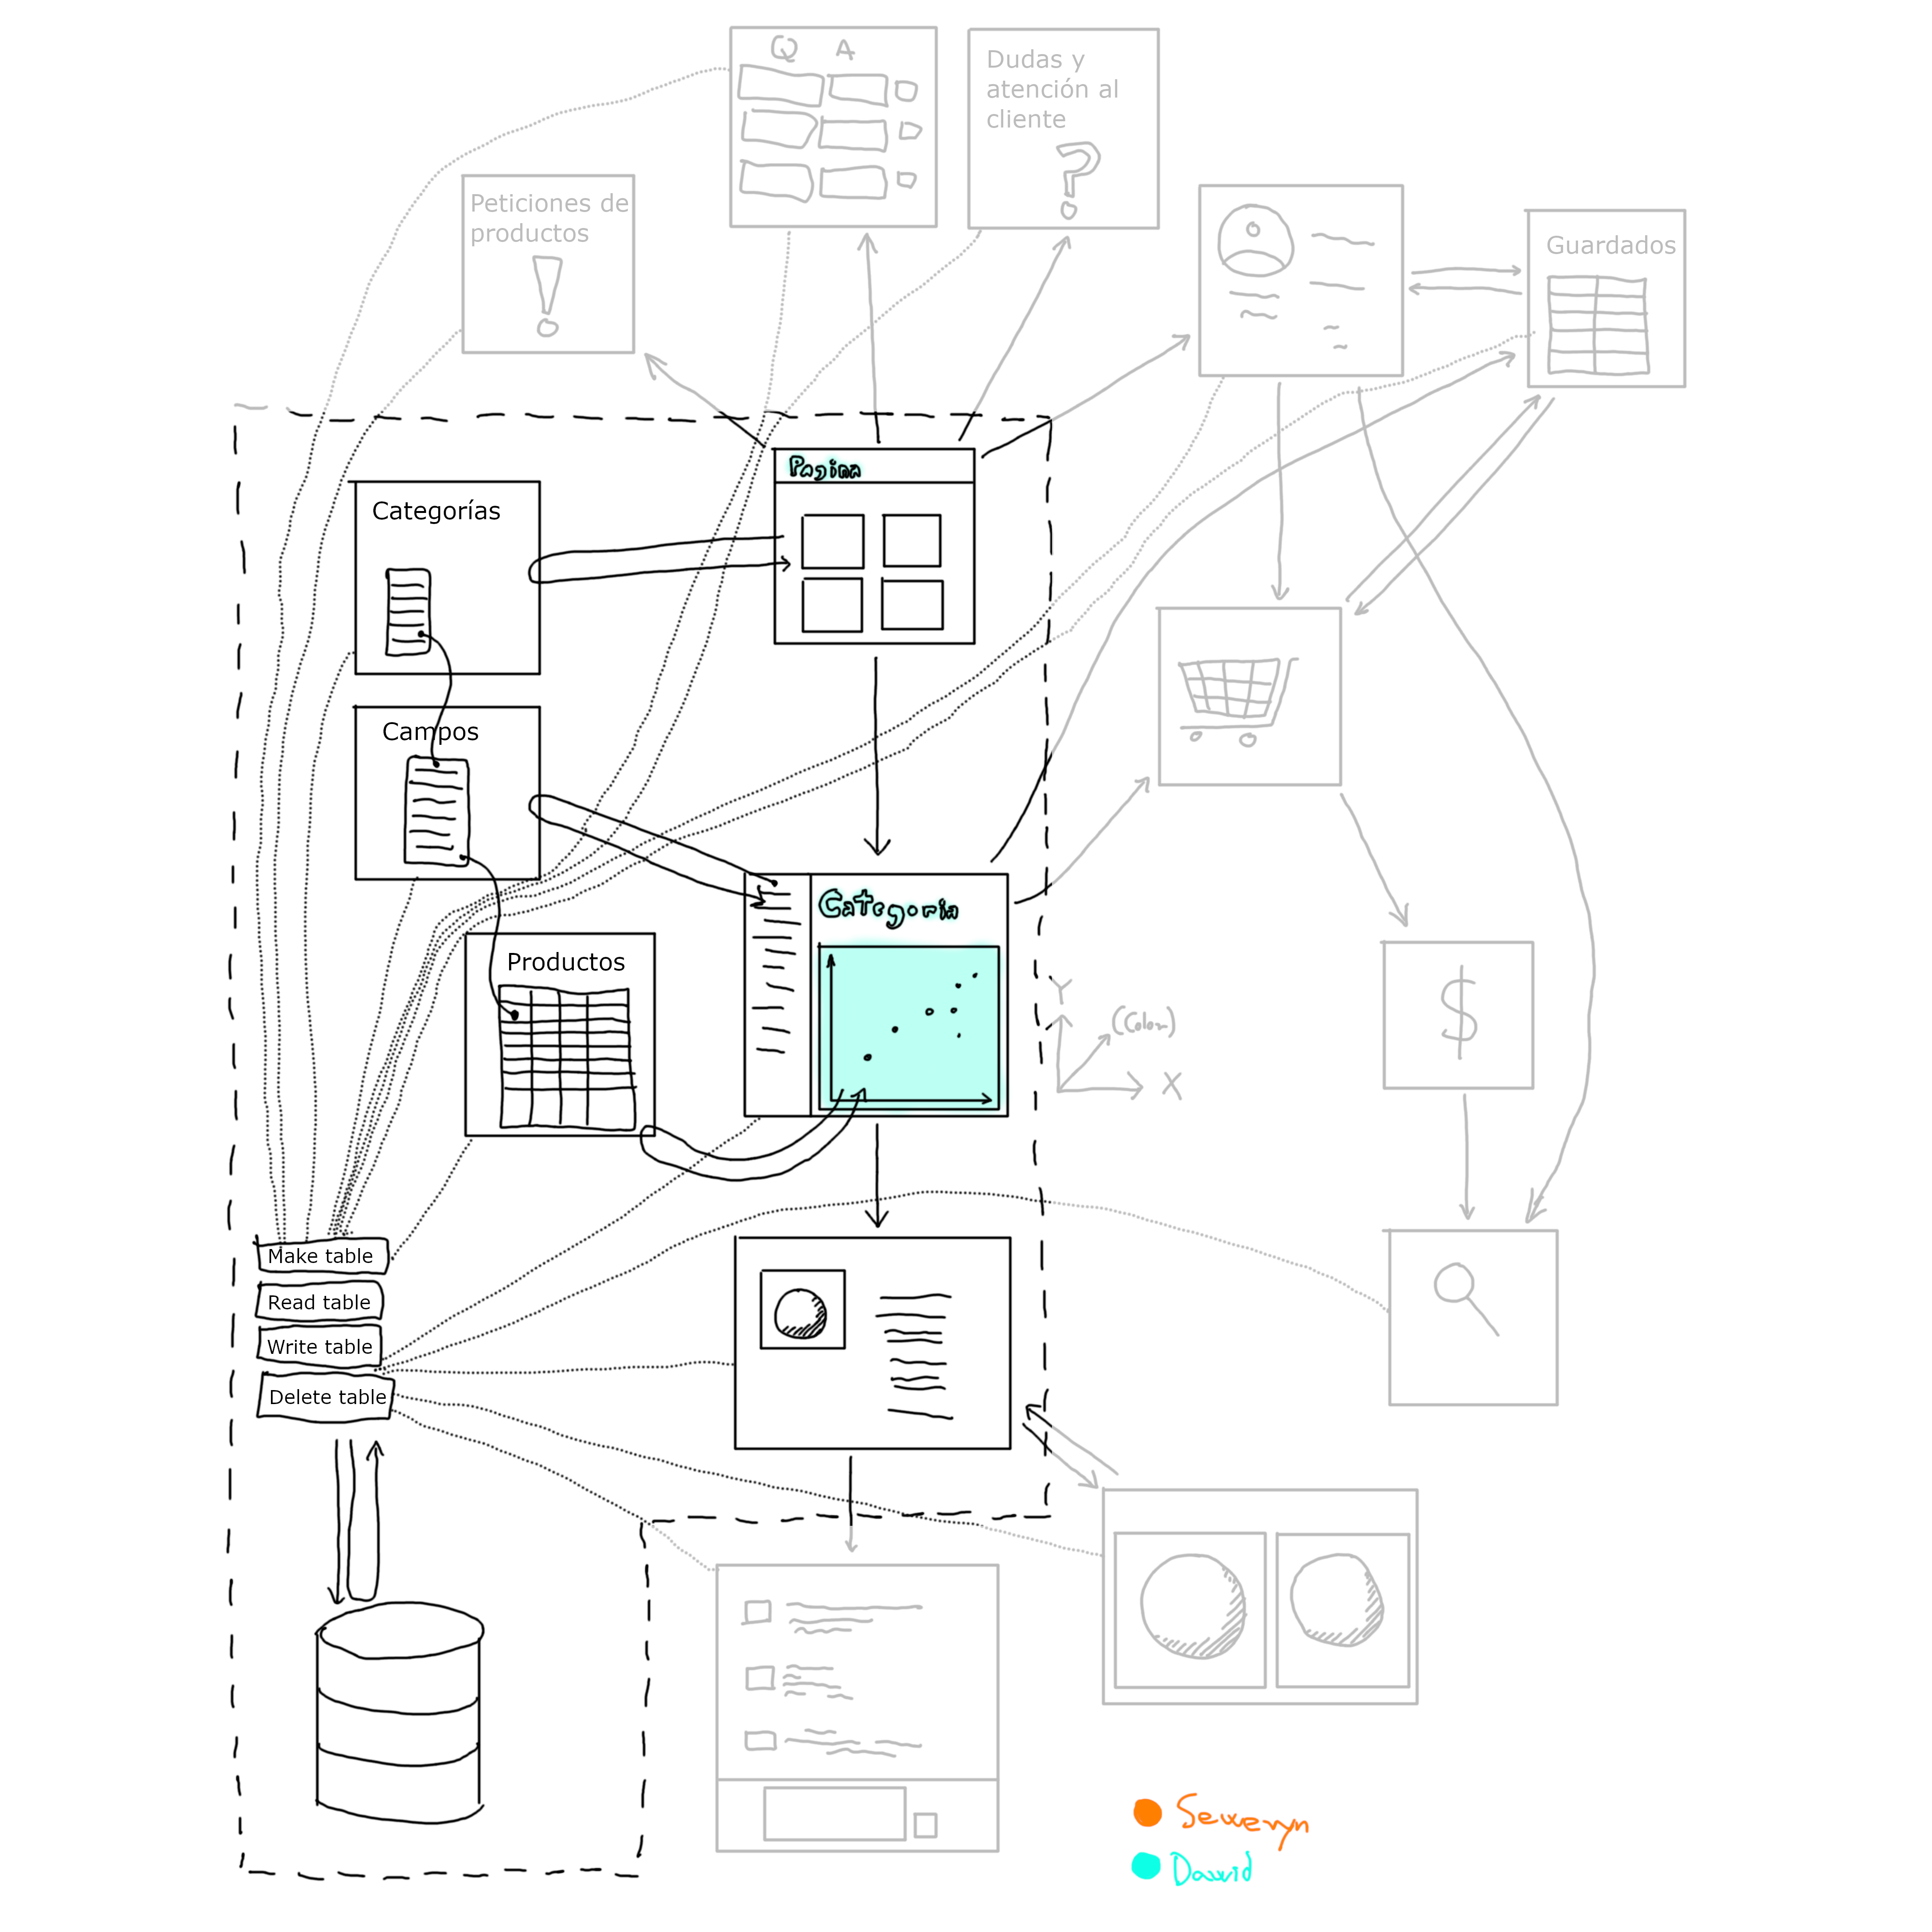 Q A
Dudas y
atención al
cliente
Peticiones de
productos
!
?
Guardados
Pagina
Categorías
Campos
Categoria
Productos
Y
(Color)
X
$
Make table
Read table
Write table
Delete table
Seweryn
Dawid